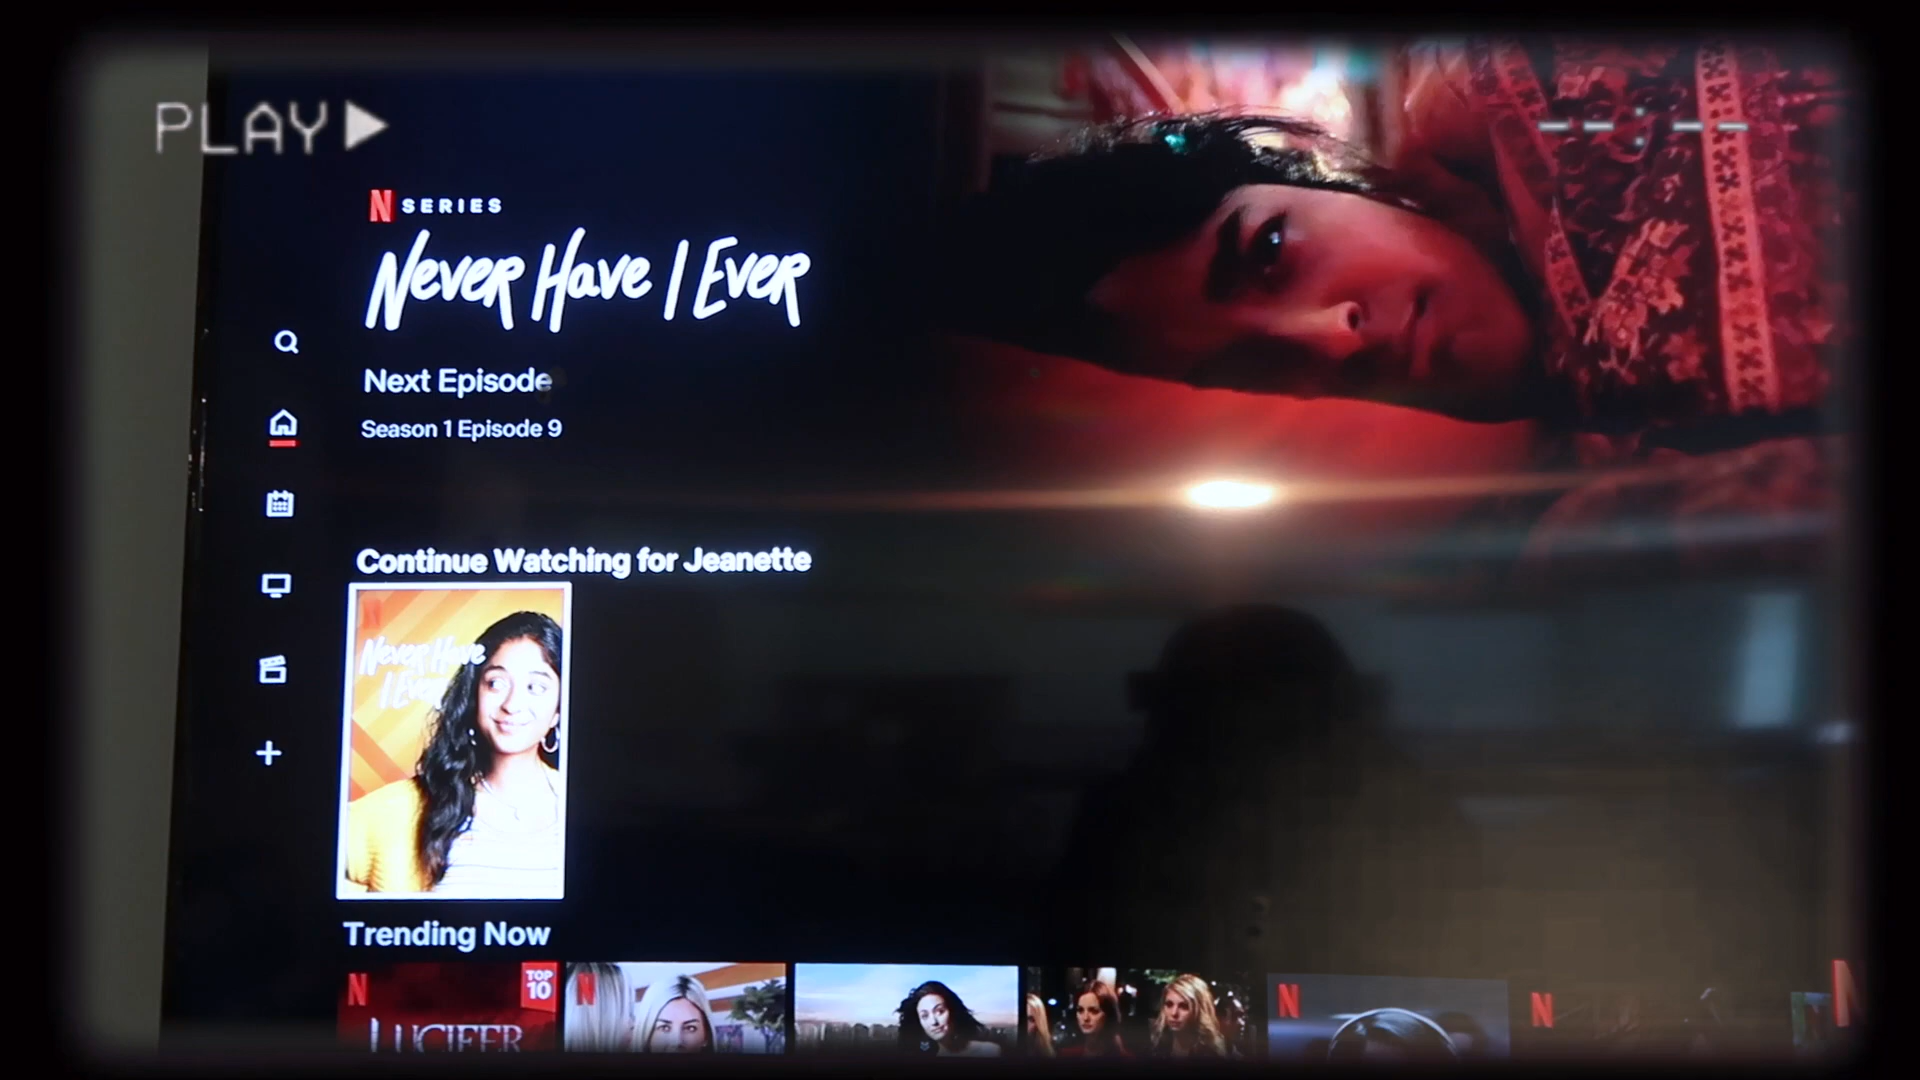 PLAY
N SERIES
NEVER HAVE I EVER
Next Episode
Season 1 Episode 9
Continue Watching for Jeanette
Never Have
I Ever
Trending Now
N
TOP
10
N
N
N
LUCIFER